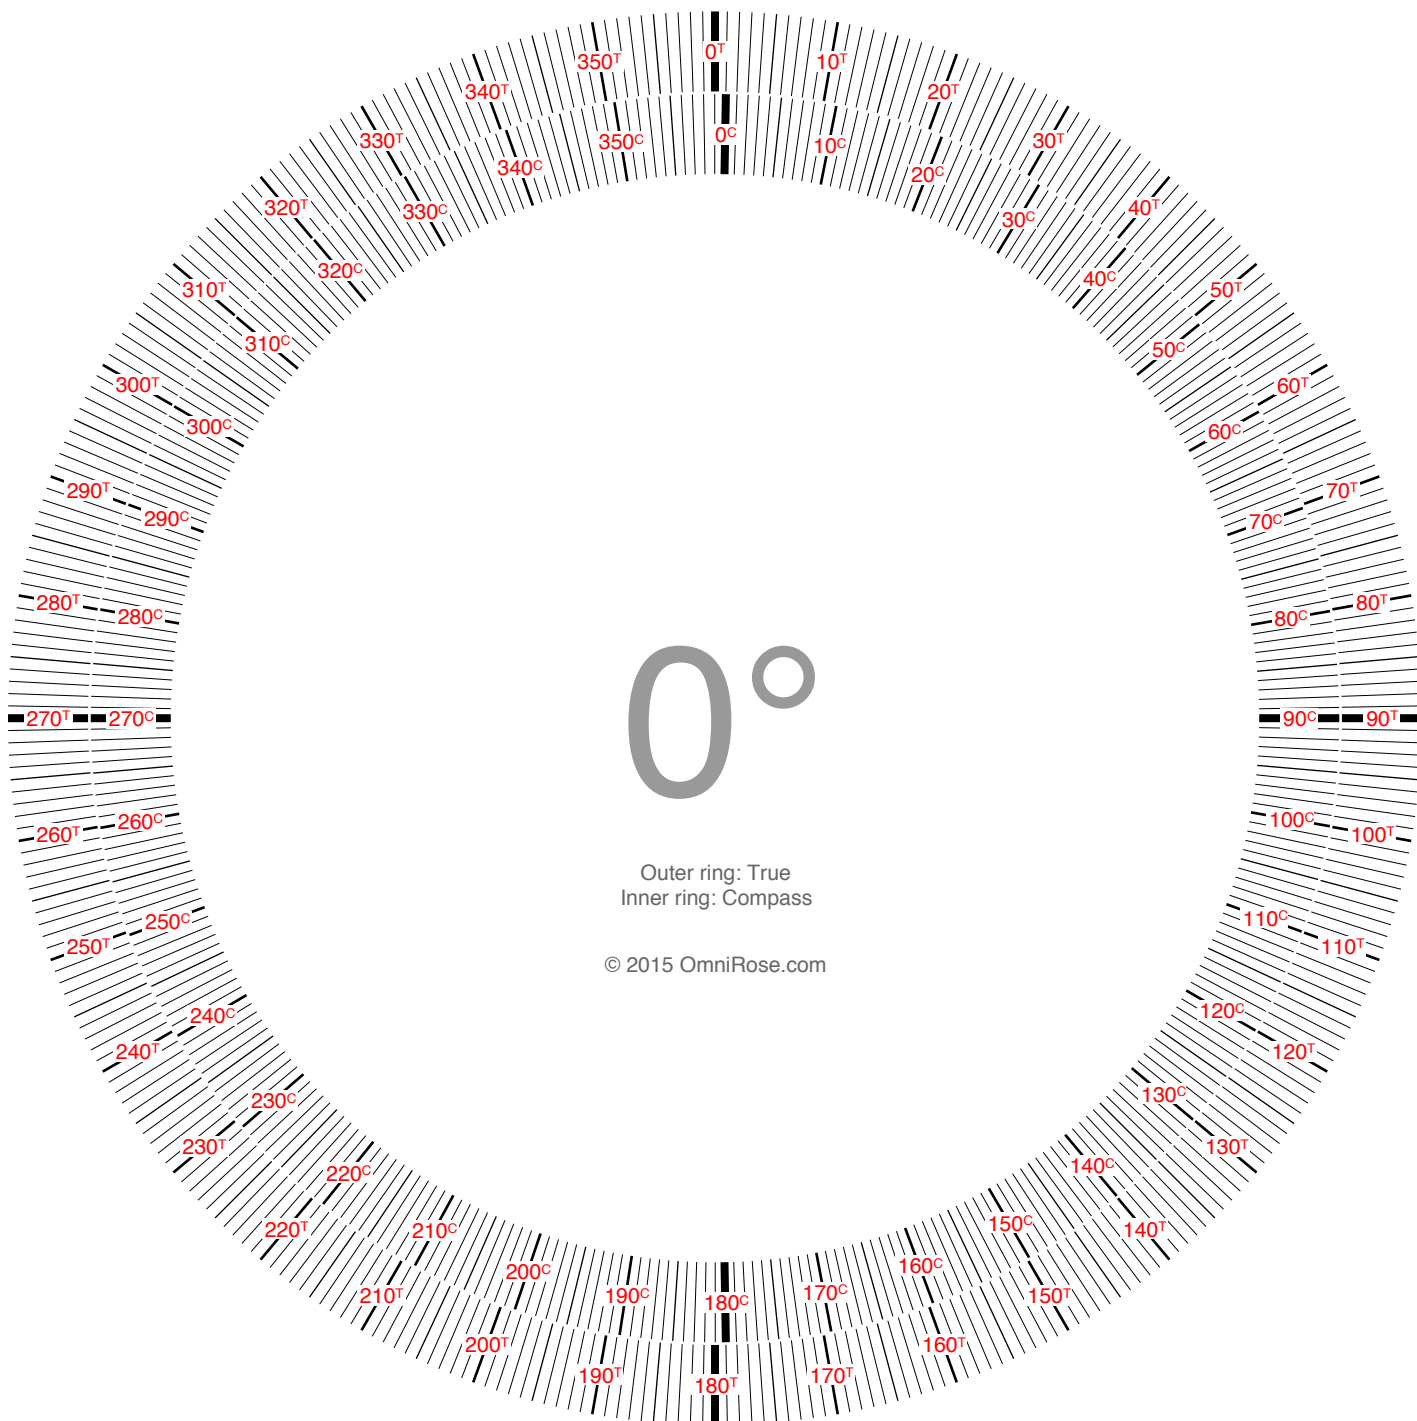 0ᵀ
10ᵀ
20ᵀ
30ᵀ
40ᵀ
50ᵀ
60ᵀ
70ᵀ
80ᵀ
90ᵀ
100ᵀ
110ᵀ
120ᵀ
130ᵀ
140ᵀ
150ᵀ
160ᵀ
170ᵀ
180ᵀ
190ᵀ
200ᵀ
210ᵀ
220ᵀ
230ᵀ
240ᵀ
250ᵀ
260ᵀ
270ᵀ
280ᵀ
290ᵀ
300ᵀ
310ᵀ
320ᵀ
330ᵀ
340ᵀ
350ᵀ
0C
10C
20C
30C
40C
50C
60C
70C
80C
90C
100C
110C
120C
130C
140C
150C
160C
170C
180C
190C
200C
210C
220C
230C
240C
250C
260C
270C
280C
290C
300C
310C
320C
330C
340C
350C
0°
Outer ring: True
Inner ring: Compass
© 2015 OmniRose.com